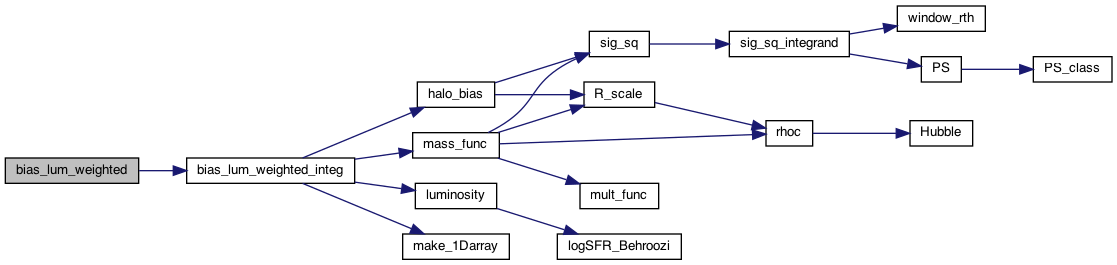 window_rth
sig_sq
sig_sq_integrand
PS
PS_class
halo_bias
R_scale
mass_func
rhoc
Hubble
bias_lum_weighted
bias_lum_weighted_integ
luminosity
mult_func
make_1Darray
logSFR_Behroozi